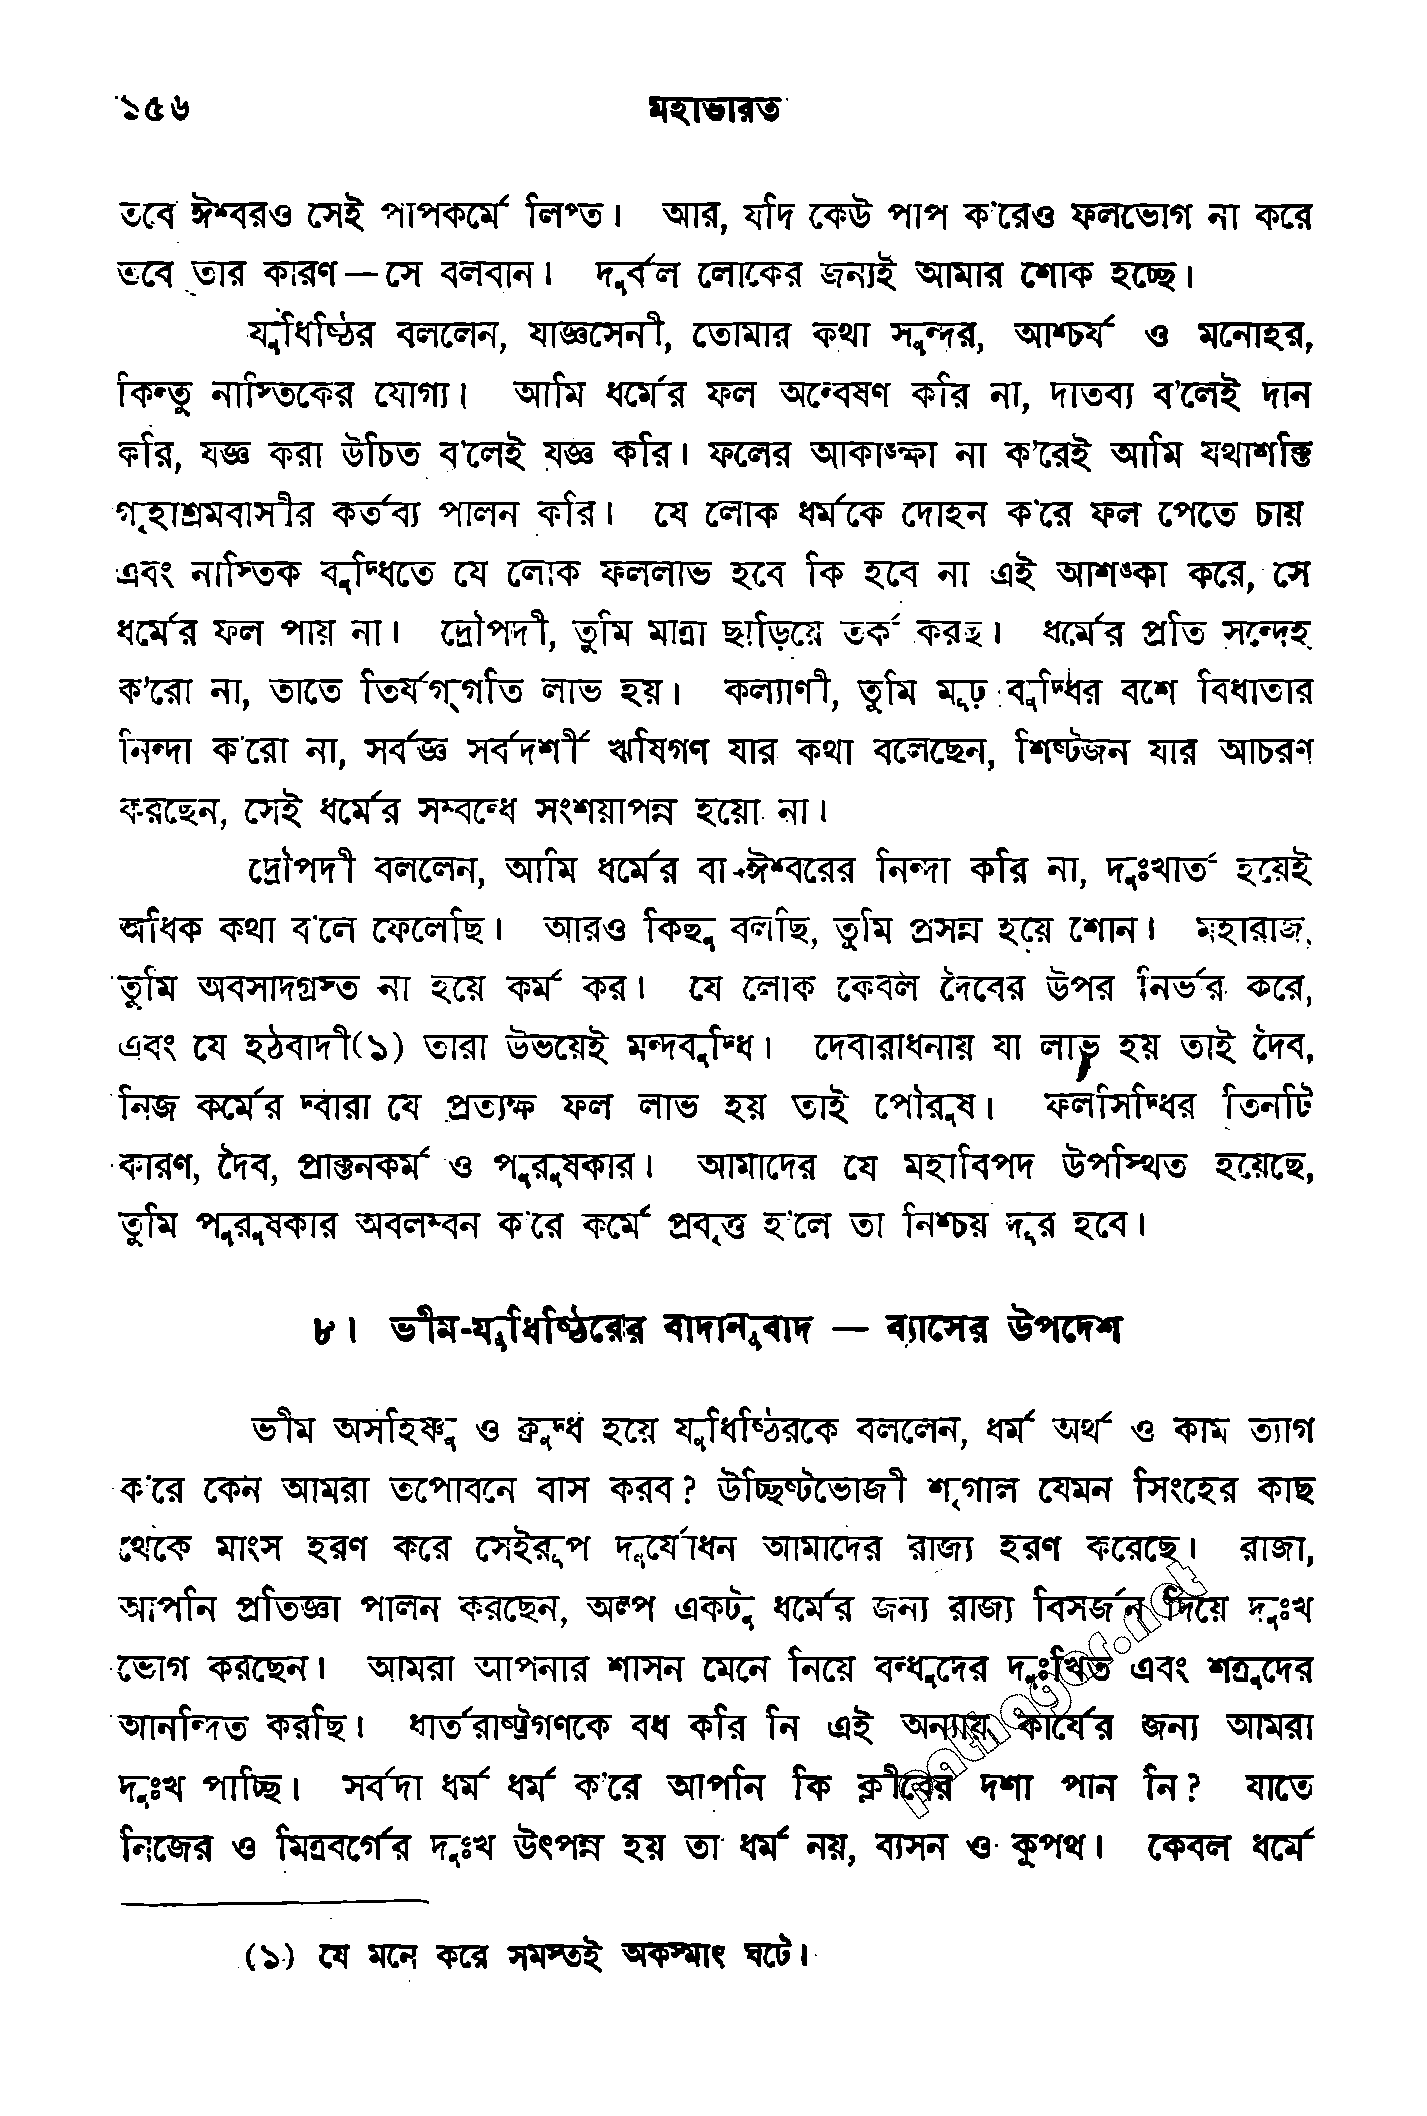 ১৫৬ মহাভারত
তবে ঈশ্বরও সেই পাপকর্মে লিপ্ত। আর, যদি কেউ পাপ ক'রেও ফলভোগ না করে
তবে তার কারণ — সে বলবান। দুর্বল লোকের জন্যই আমার শোক হচ্ছে।
যুধিষ্ঠির বললেন, যাজ্ঞসেনী, তোমার কথা সুন্দর, আশ্চর্য ও মনোহর,
কিন্তু নাস্তিকের যোগ্য। আমি ধর্মের ফল অন্বেষণ করি না, দাতব্য ব'লেই দান
করি, যজ্ঞ করা উচিত ব'লেই যজ্ঞ করি। ফলের আকাঙ্ক্ষা না ক'রেই আমি যথাশক্তি
গৃহাশ্রমবাসীর কর্তব্য পালন করি। যে লোক ধর্মকে দোহন ক'রে ফল পেতে চায়
এবং নাস্তিক বুদ্ধিতে যে লোক ফললাভ হবে কি হবে না এই আশঙ্কা করে, সে
ধর্মের ফল পায় না। দ্রৌপদী, তুমি মাত্রা ছাড়িয়ে তর্ক করছ। ধর্মের প্রতি সন্দেহ
ক'রো না, তাতে তির্যগ্‌গতি লাভ হয়। কল্যাণী, তুমি মূঢ় বুদ্ধির বশে বিধাতার
নিন্দা ক'রো না, সর্বজ্ঞ সর্বদর্শী ঋষিগণ যার কথা বলেছেন, শিষ্টজন যার আচরণ
করছেন, সেই ধর্মের সম্বন্ধে সংশয়াপন্ন হয়ো না।
দ্রৌপদী বললেন, আমি ধর্মের বা ঈশ্বরের নিন্দা করি না, দুঃখার্ত হয়েই
অধিক কথা ব'লে ফেলেছি। আরও কিছু বলছি, তুমি প্রসন্ন হয়ে শোন। মহারাজ,
তুমি অবসাদগ্রস্ত না হয়ে কর্ম কর। যে লোক কেবল দৈবের উপর নির্ভর করে,
এবং যে হঠবাদী(১) তারা উভয়েই মন্দবুদ্ধি। দেবারাধনায় যা লাভ হয় তাই দৈব,
নিজ কর্মের দ্বারা যে প্রত্যক্ষ ফল লাভ হয় তাই পৌরুষ। ফলসিদ্ধির তিনটি
কারণ, দৈব, প্রাক্তনকর্ম ও পুরুষকার। আমাদের যে মহাবিপদ উপস্থিত হয়েছে,
তুমি পুরুষকার অবলম্বন ক'রে কর্মে প্রবৃত্ত হ'লে তা নিশ্চয় দূর হবে।
৮। ভীম-যুধিষ্ঠিরের বাদানুবাদ — ব্যাসের উপদেশ
ভীম অসহিষ্ণু ও ক্রুদ্ধ হয়ে যুধিষ্ঠিরকে বললেন, ধর্ম অর্থ ও কাম ত্যাগ
ক'রে কেন আমরা তপোবনে বাস করব? উচ্ছিষ্টভোজী শৃগাল যেমন সিংহের কাছ
থেকে মাংস হরণ করে সেইরূপ দুর্যোধন আমাদের রাজ্য হরণ করেছে। রাজা,
আপনি প্রতিজ্ঞা পালন করছেন, অল্প একটু ধর্মের জন্য রাজ্য বিসর্জন দিয়ে দুঃখ
ভোগ করছেন। আমরা আপনার শাসন মেনে নিয়ে বন্ধুদের দুঃখিত এবং শত্রুদের
আনন্দিত করছি। ধার্তরাষ্ট্রগণকে বধ করি নি এই অন্যায় কার্যের জন্য আমরা
দুঃখ পাচ্ছি। সর্বদা ধর্ম ধর্ম ক'রে আপনি কি ক্লীবের দশা পান নি? যাতে
নিজের ও মিত্রবর্গের দুঃখ উৎপন্ন হয় তা ধর্ম নয়, ব্যসন ও কুপথ। কেবল ধর্মে
(১) যে মনে করে সমস্তই অকস্মাৎ ঘটে।
pathagar.net